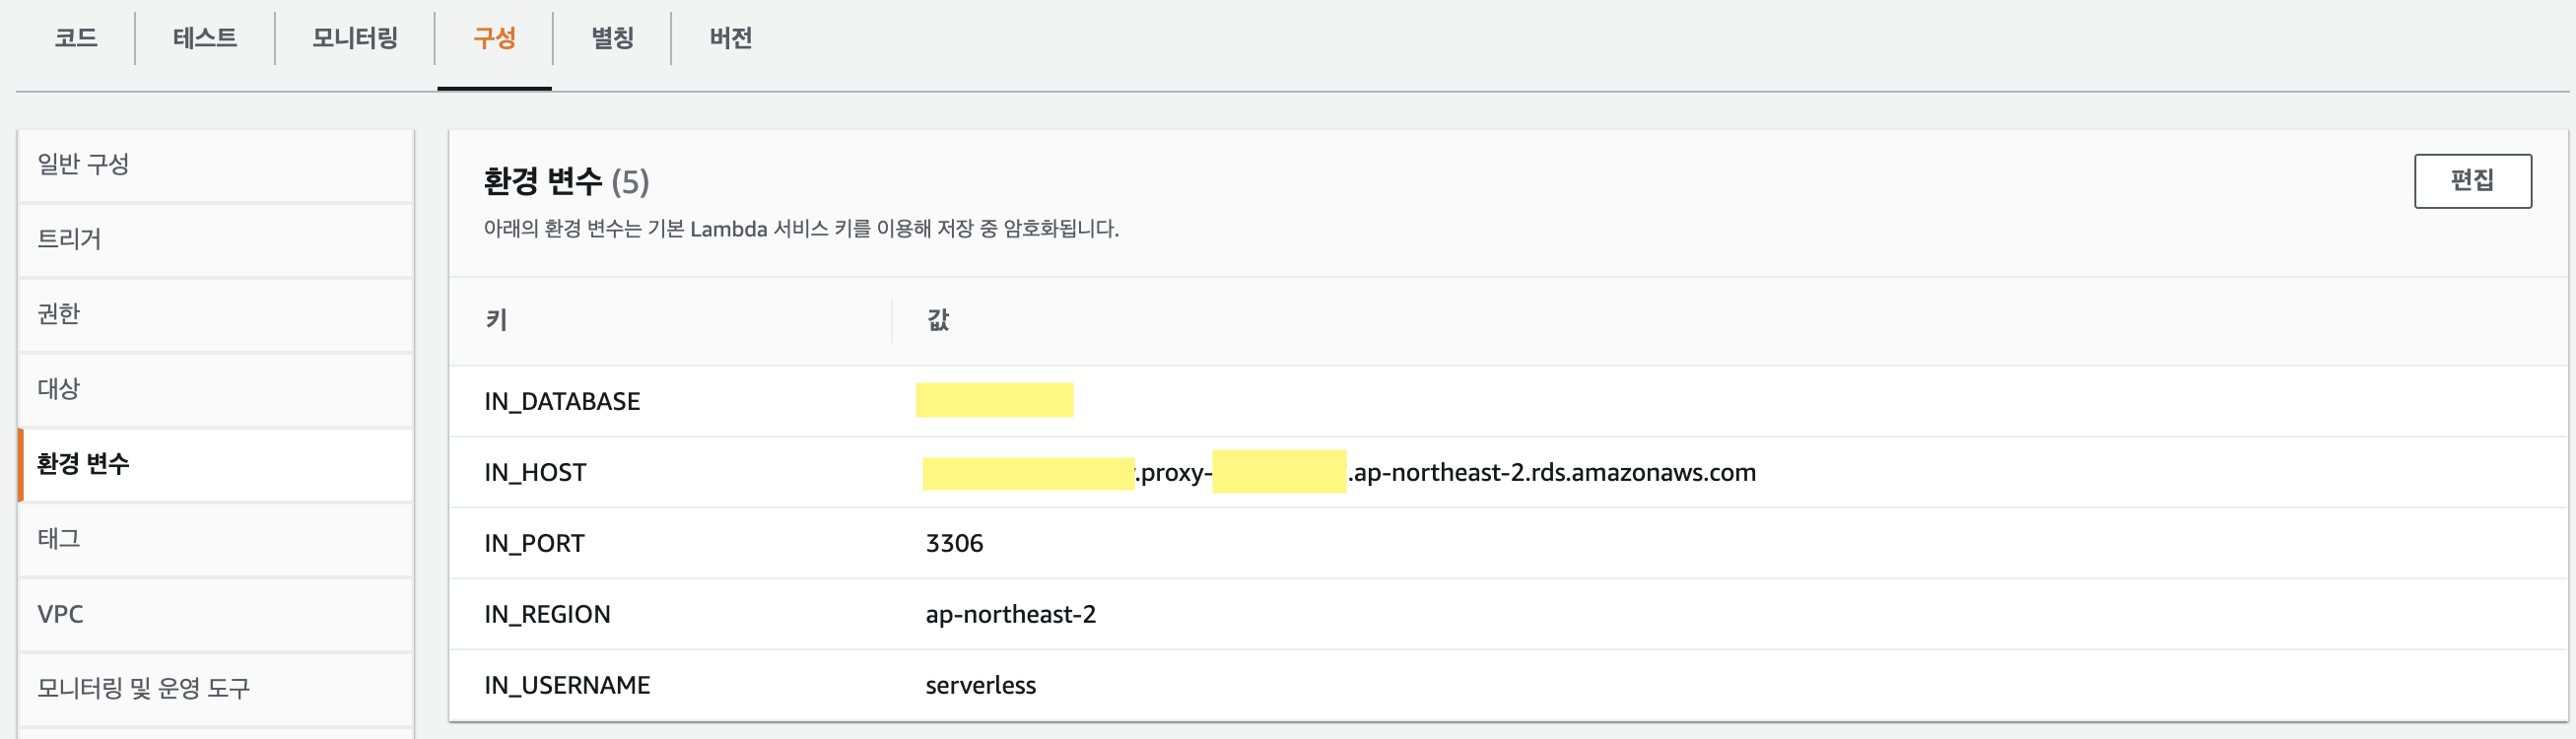 코드 테스트 모니터링 구성 별칭 버전
일반 구성
트리거
권한
대상
환경 변수
태그
VPC
모니터링 및 운영 도구
환경 변수 (5)
편집
아래의 환경 변수는 기본 Lambda 서비스 키를 이용해 저장 중 암호화됩니다.
키 값
IN_DATABASE
IN_HOST .proxy- .ap-northeast-2.rds.amazonaws.com
IN_PORT 3306
IN_REGION ap-northeast-2
IN_USERNAME serverless